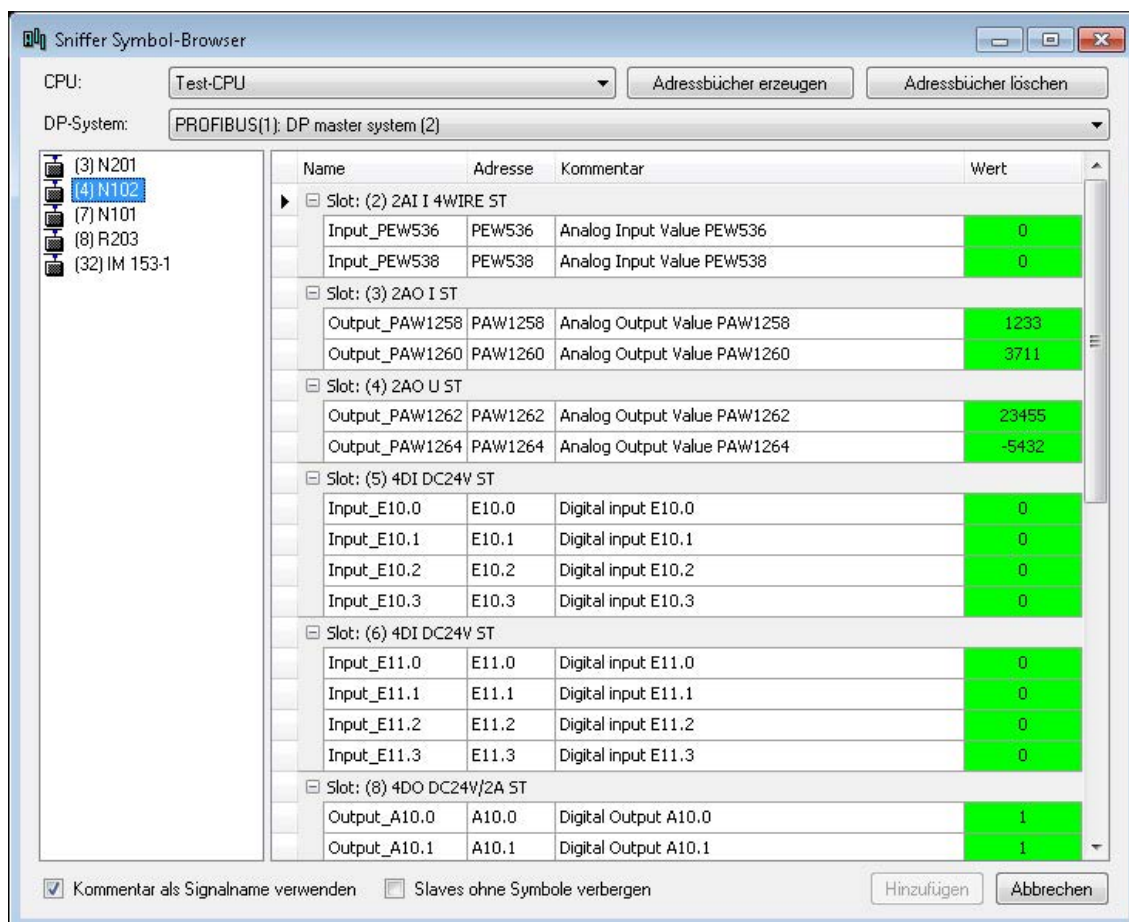 Sniffer Symbol-Browser
CPU: Test-CPU Adressbücher erzeugen Adressbücher löschen
DP-System: PROFIBUS(1): DP master system (2)
(3) N201
(4) N102
(7) N101
(8) R203
(32) IM 153-1
Name Adresse Kommentar Wert
Slot: (2) 2AI I 4WIRE ST
Input_PEW536 PEW536 Analog Input Value PEW536 0
Input_PEW538 PEW538 Analog Input Value PEW538 0
Slot: (3) 2AO I ST
Output_PAW1258 PAW1258 Analog Output Value PAW1258 1233
Output_PAW1260 PAW1260 Analog Output Value PAW1260 3711
Slot: (4) 2AO U ST
Output_PAW1262 PAW1262 Analog Output Value PAW1262 23455
Output_PAW1264 PAW1264 Analog Output Value PAW1264 -5432
Slot: (5) 4DI DC24V ST
Input_E10.0 E10.0 Digital input E10.0 0
Input_E10.1 E10.1 Digital input E10.1 0
Input_E10.2 E10.2 Digital input E10.2 0
Input_E10.3 E10.3 Digital input E10.3 0
Slot: (6) 4DI DC24V ST
Input_E11.0 E11.0 Digital input E11.0 0
Input_E11.1 E11.1 Digital input E11.1 0
Input_E11.2 E11.2 Digital input E11.2 0
Input_E11.3 E11.3 Digital input E11.3 0
Slot: (8) 4DO DC24V/2A ST
Output_A10.0 A10.0 Digital Output A10.0 1
Output_A10.1 A10.1 Digital Output A10.1 1
Kommentar als Signalname verwenden Slaves ohne Symbole verbergen Hinzufügen Abbrechen